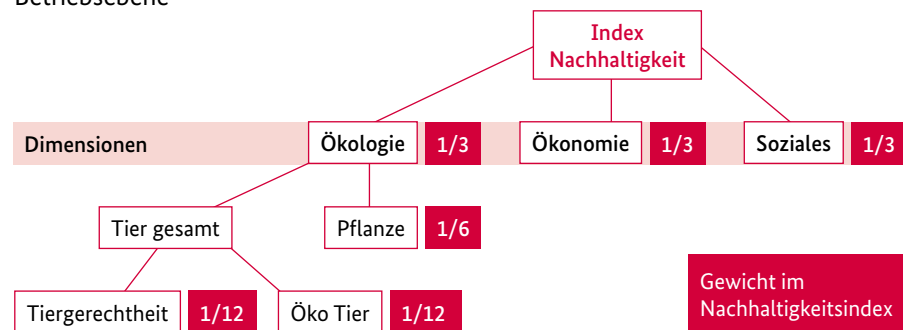 Betriebsebene
Index
Nachhaltigkeit
Dimensionen
Ökologie 1/3
Ökonomie 1/3
Soziales 1/3
Tier gesamt
Pflanze 1/6
Tiergerechtheit 1/12
Öko Tier 1/12
Gewicht im
Nachhaltigkeitsindex